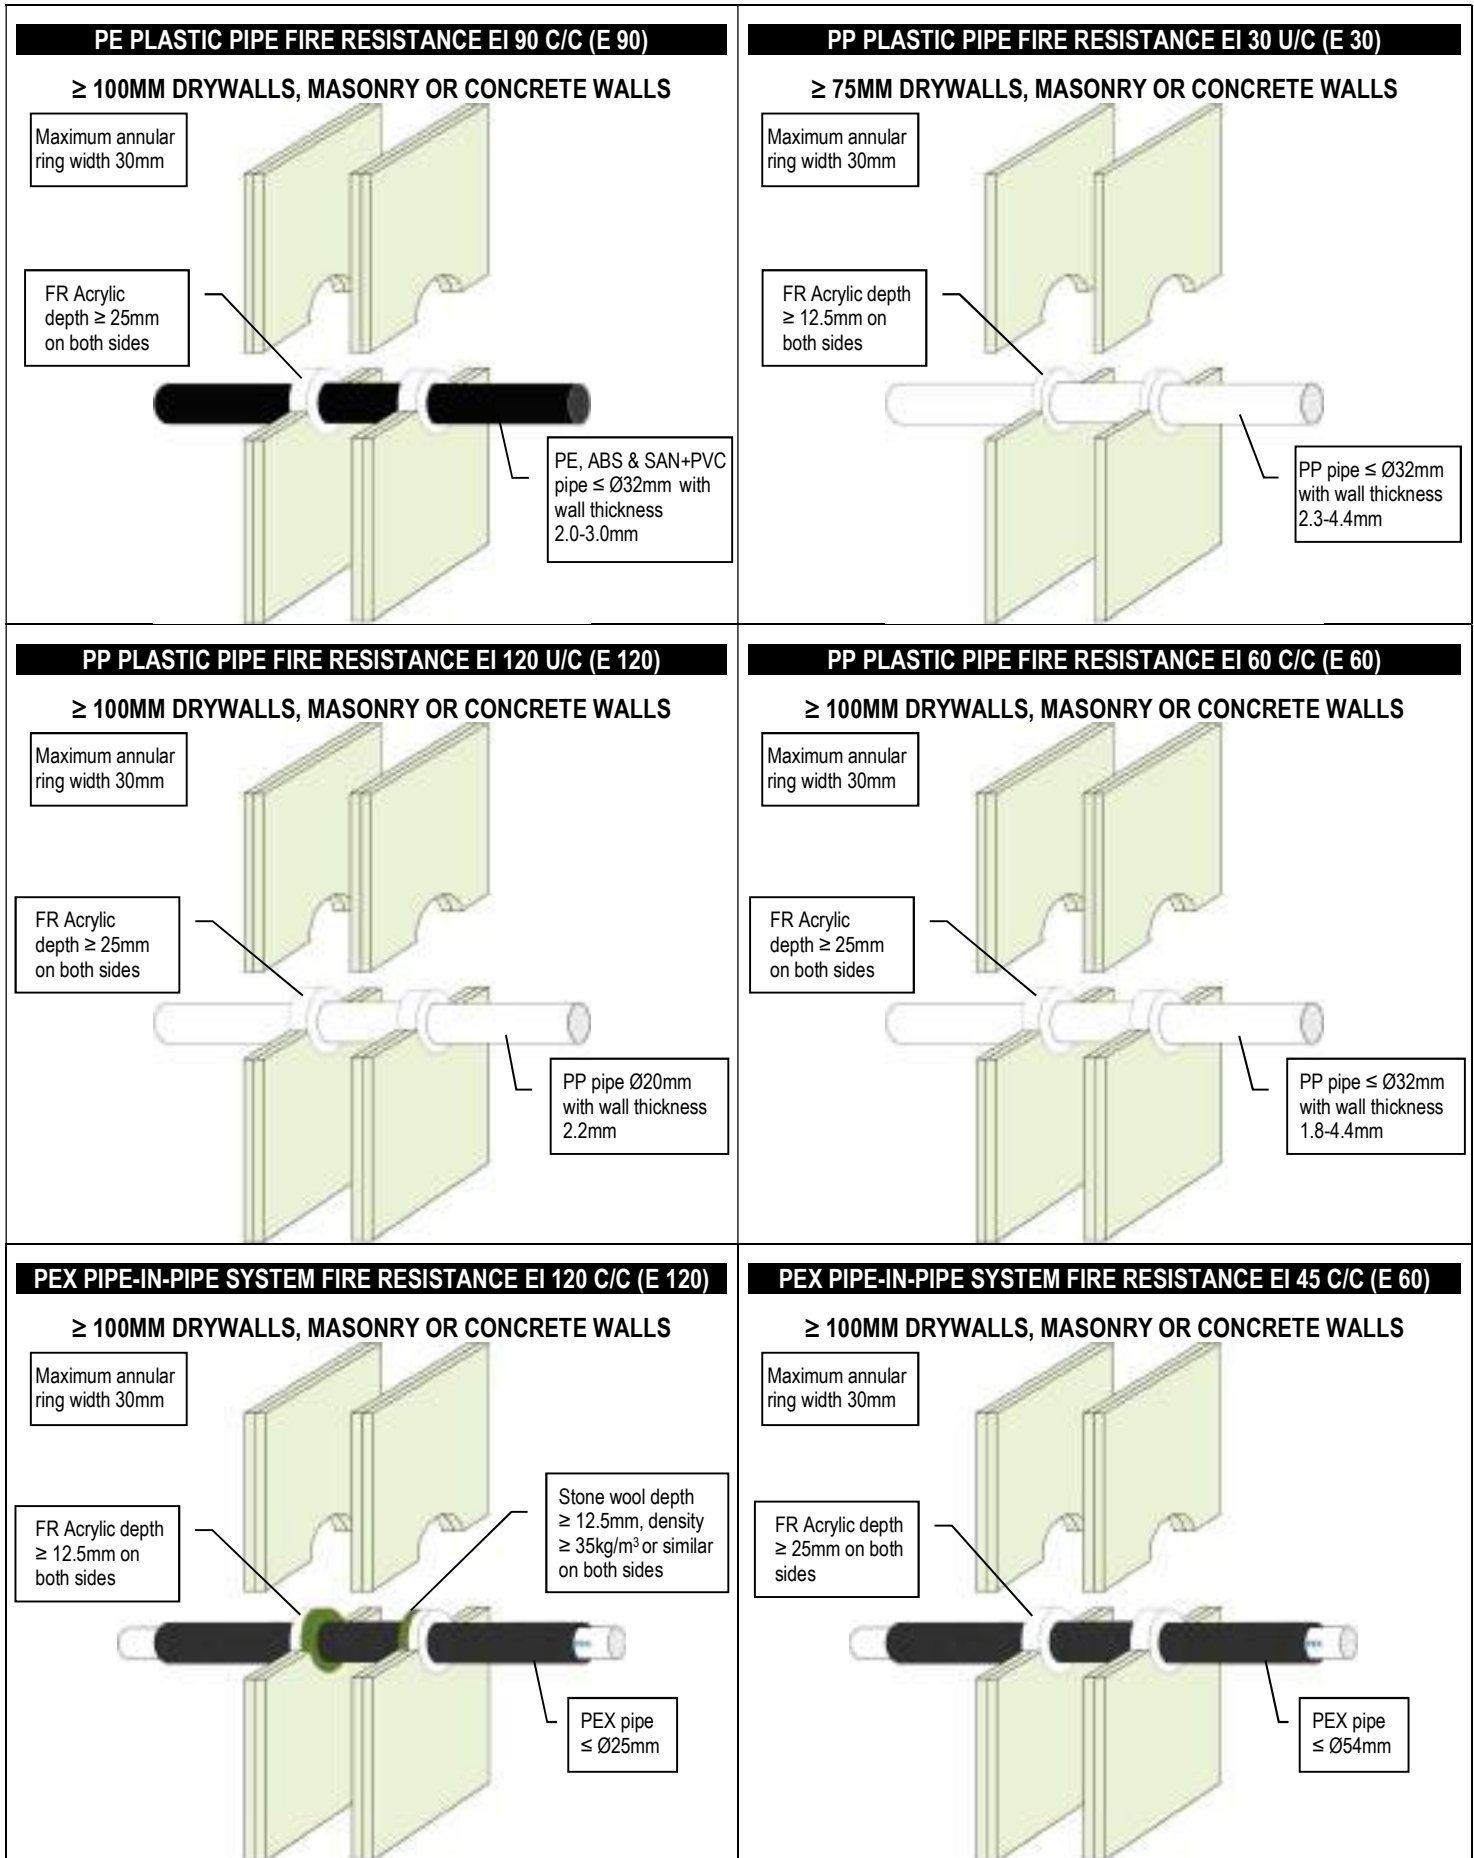 PE PLASTIC PIPE FIRE RESISTANCE EI 90 C/C (E 90)
≥ 100MM DRYWALLS, MASONRY OR CONCRETE WALLS
Maximum annular
ring width 30mm
FR Acrylic
depth ≥ 25mm
on both sides
PE, ABS & SAN+PVC
pipe ≤ Ø32mm with
wall thickness
2.0-3.0mm
PP PLASTIC PIPE FIRE RESISTANCE EI 30 U/C (E 30)
≥ 75MM DRYWALLS, MASONRY OR CONCRETE WALLS
Maximum annular
ring width 30mm
FR Acrylic depth
≥ 12.5mm on
both sides
PP pipe ≤ Ø32mm
with wall thickness
2.3-4.4mm
PP PLASTIC PIPE FIRE RESISTANCE EI 120 U/C (E 120)
≥ 100MM DRYWALLS, MASONRY OR CONCRETE WALLS
Maximum annular
ring width 30mm
FR Acrylic
depth ≥ 25mm
on both sides
PP pipe Ø20mm
with wall thickness
2.2mm
PP PLASTIC PIPE FIRE RESISTANCE EI 60 C/C (E 60)
≥ 100MM DRYWALLS, MASONRY OR CONCRETE WALLS
Maximum annular
ring width 30mm
FR Acrylic
depth ≥ 25mm
on both sides
PP pipe ≤ Ø32mm
with wall thickness
1.8-4.4mm
PEX PIPE-IN-PIPE SYSTEM FIRE RESISTANCE EI 120 C/C (E 120)
≥ 100MM DRYWALLS, MASONRY OR CONCRETE WALLS
Maximum annular
ring width 30mm
Stone wool depth
≥ 12.5mm, density
≥ 35kg/m³ or similar
on both sides
FR Acrylic depth
≥ 12.5mm on
both sides
PEX pipe
≤ Ø25mm
PEX PIPE-IN-PIPE SYSTEM FIRE RESISTANCE EI 45 C/C (E 60)
≥ 100MM DRYWALLS, MASONRY OR CONCRETE WALLS
Maximum annular
ring width 30mm
FR Acrylic depth
≥ 25mm on both
sides
PEX pipe
≤ Ø54mm